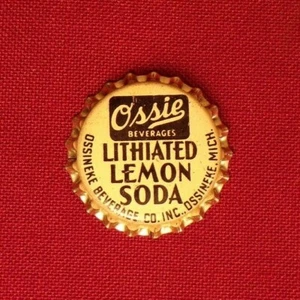 Ossie
BEVERAGES
LITHIATED
LEMON
SODA
OSSINEKE BEVERAGE CO. INC., OSSINEKE, MICH.